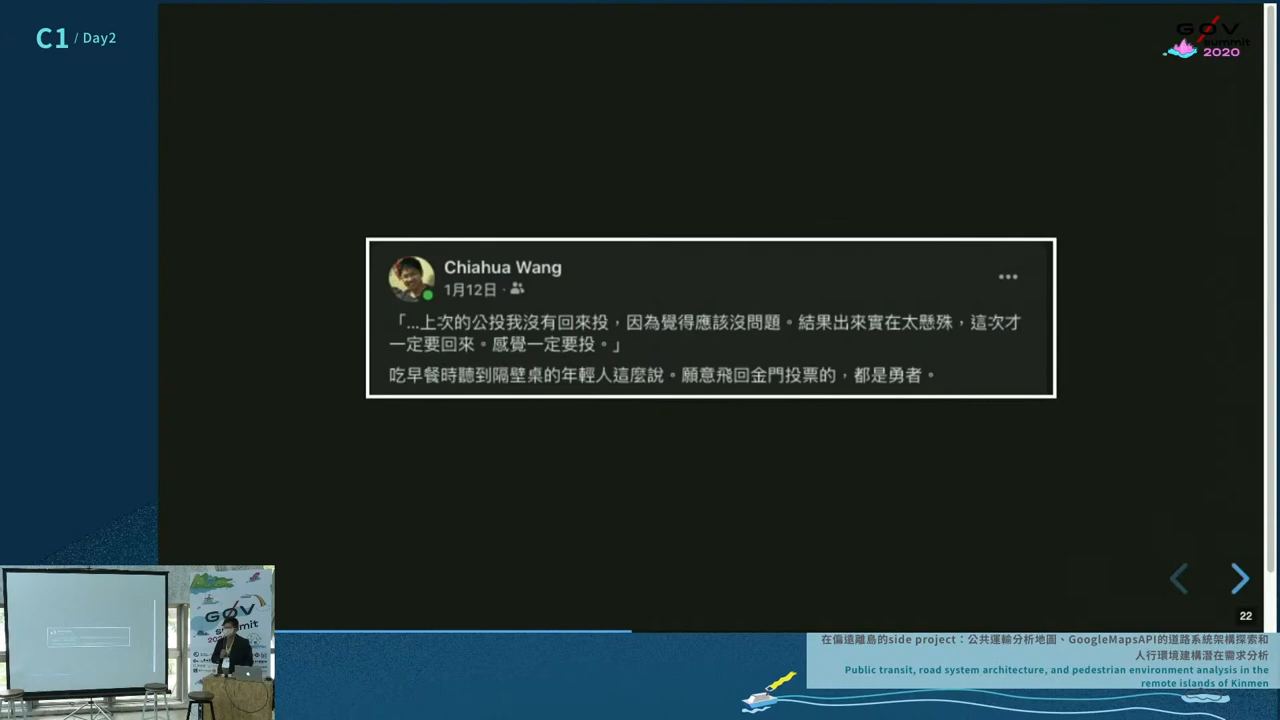 C1 / Day2
GØV
summit
2020
Chiahua Wang
1月12日 ·
「...上次的公投我沒有回來投，因為覺得應該沒問題。結果出來實在太懸殊，這次才
一定要回來。感覺一定要投。」
吃早餐時聽到隔壁桌的年輕人這麼說。願意飛回金門投票的，都是勇者。
22
GØV
summit
在偏遠離島的side project：公共運輸分析地圖、GoogleMapsAPI的道路系統架構探索和
人行環境建構潛在需求分析
Public transit, road system architecture, and pedestrian environment analysis in the
remote islands of Kinmen